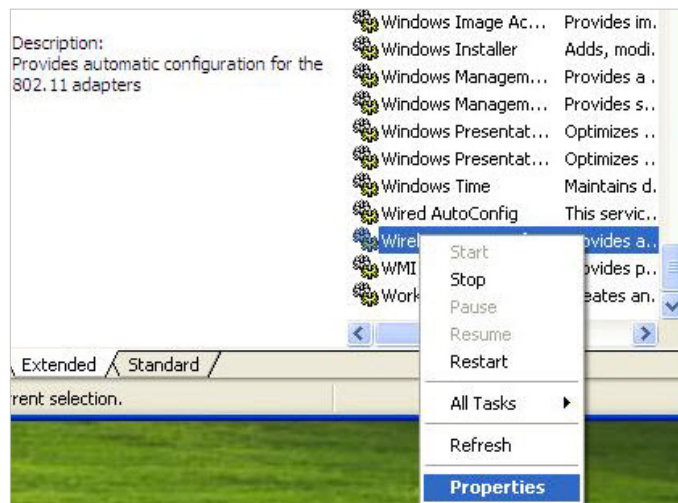 Description:
Provides automatic configuration for the
802.11 adapters
Windows Image Ac... Provides im.
Windows Installer Adds, modi.
Windows Managem... Provides a .
Windows Managem... Provides s..
Windows Presentat... Optimizes ..
Windows Presentat... Optimizes ..
Windows Time Maintains d.
Wired AutoConfig This servic..
Wirel ovides a..
WMI ovides p..
Work eates an.
Start
Stop
Pause
Resume
Restart
All Tasks
Refresh
Properties
Extended Standard
rent selection.